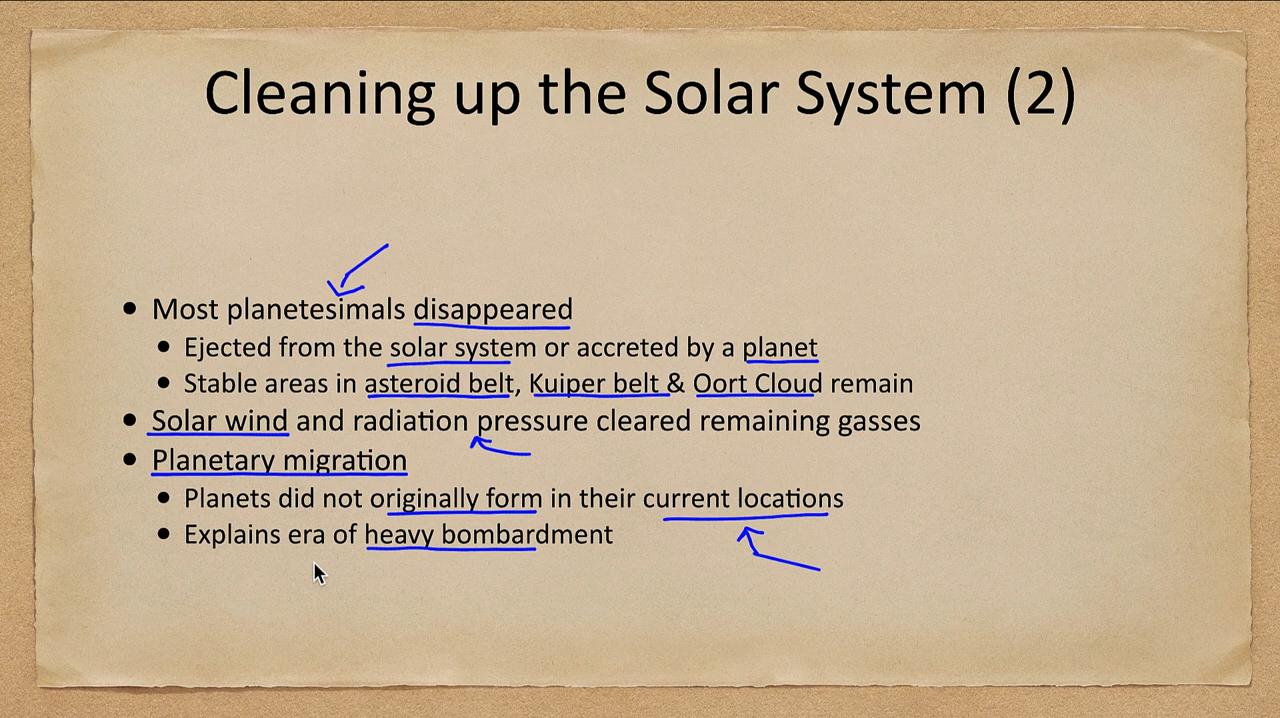 Cleaning up the Solar System (2)
• Most planetesimals disappeared
• Ejected from the solar system or accreted by a planet
• Stable areas in asteroid belt, Kuiper belt & Oort Cloud remain
• Solar wind and radiation pressure cleared remaining gasses
• Planetary migration
• Planets did not originally form in their current locations
• Explains era of heavy bombardment